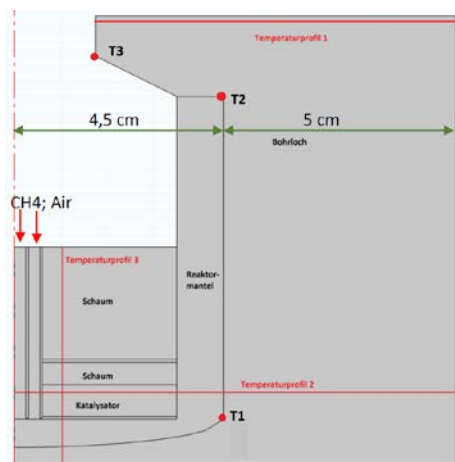 Temperaturprofil 1
T3
T2
4,5 cm
5 cm
Bohrloch
CH4; Air
Temperaturprofil 3
Reaktor-
mantel
Schaum
Schaum
Temperaturprofil 2
Katalysator
T1